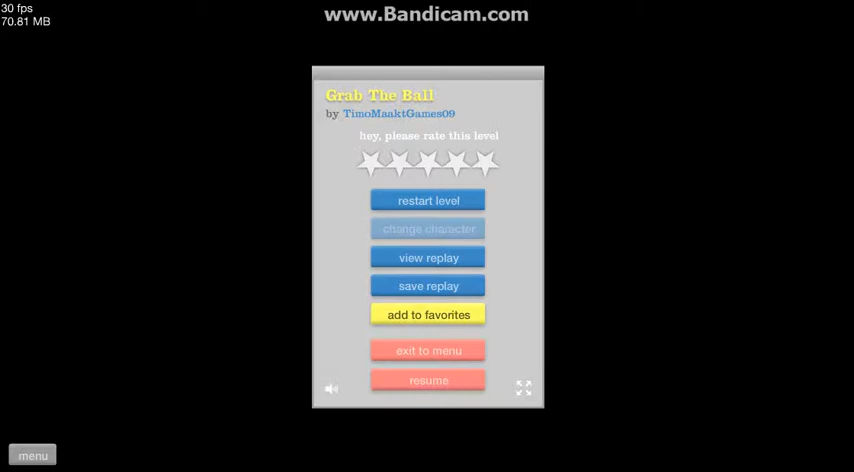 30 fps
70.81 MB
www.Bandicam.com
Grab The Ball
by TimoMaaktGames09
hey, please rate this level
restart level
change character
view replay
save replay
add to favorites
exit to menu
resume
menu